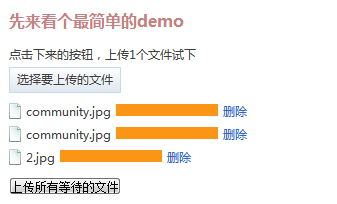 先来看个最简单的demo
点击下来的按钮，上传1个文件试下
选择要上传的文件
community.jpg 删除
community.jpg 删除
2.jpg 删除
上传所有等待的文件